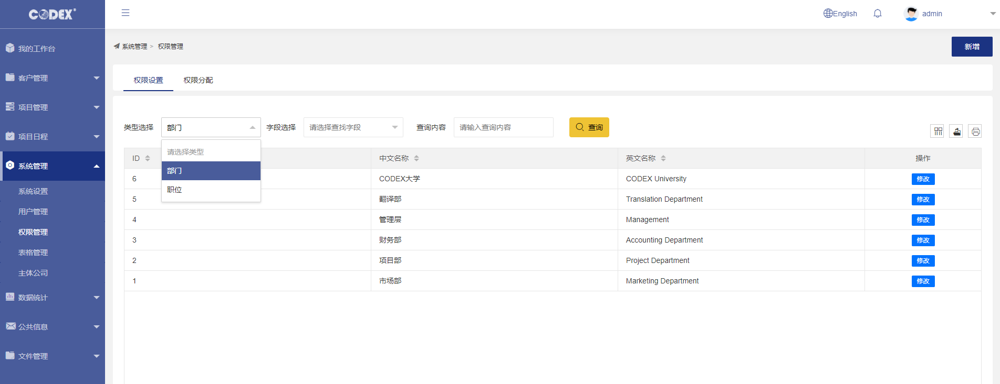 CODEX®
English
admin
我的工作台
客户管理
项目管理
项目日程
系统管理
系统设置
用户管理
权限管理
表格管理
主体公司
数据统计
公共信息
文件管理
系统管理 > 权限管理
新增
权限设置 权限分配
类型选择 部门 字段选择 请选择查找字段 查询内容 请输入查询内容 查询
请选择类型
部门
职位
ID 中文名称 英文名称 操作
6 CODEX大学 CODEX University 修改
5 翻译部 Translation Department 修改
4 管理层 Management 修改
3 财务部 Accounting Department 修改
2 项目部 Project Department 修改
1 市场部 Marketing Department 修改